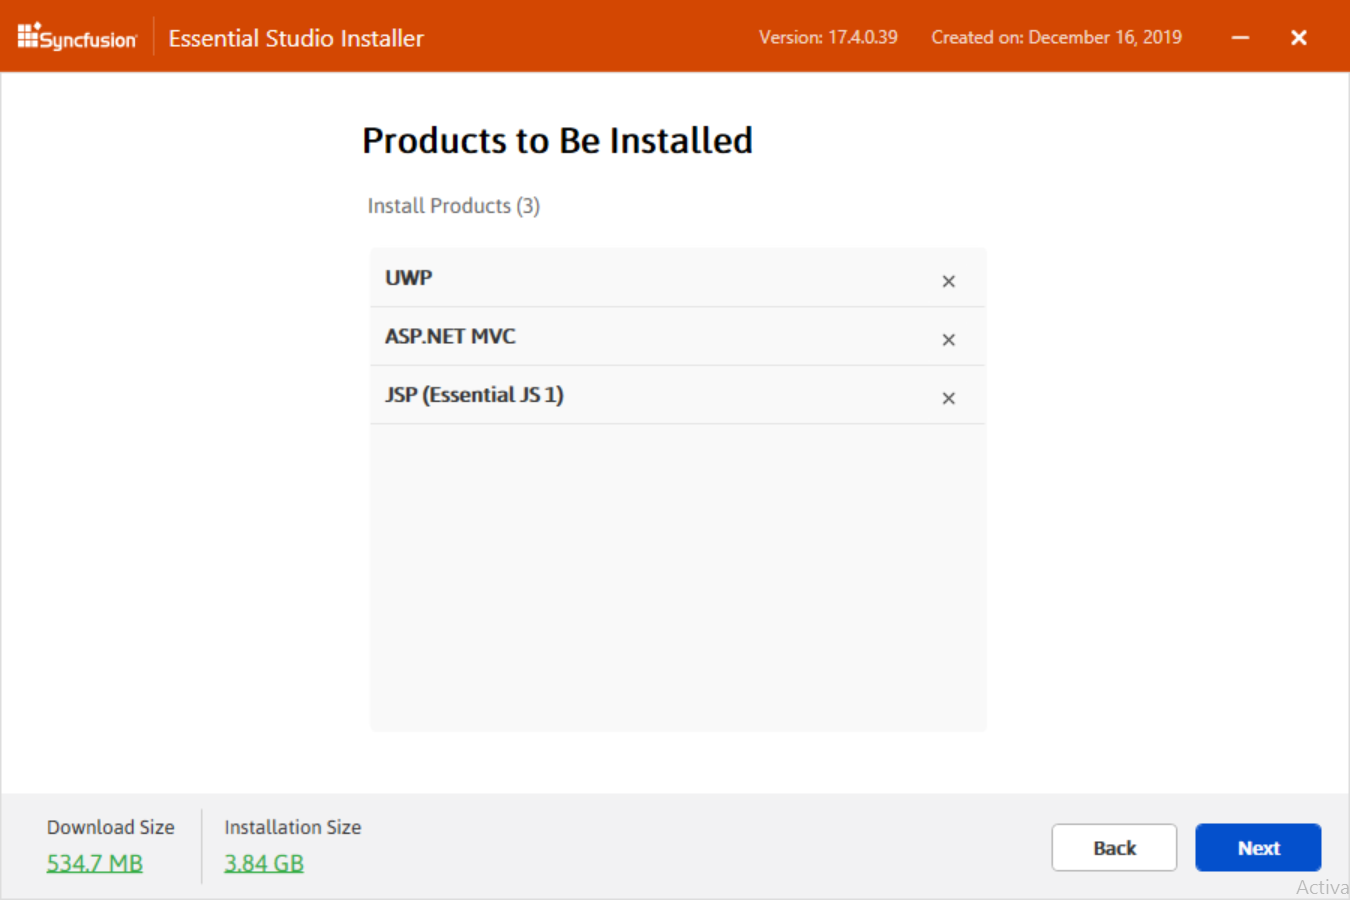 Syncfusion Essential Studio Installer Version: 17.4.0.39 Created on: December 16, 2019
Products to Be Installed
Install Products (3)
UWP
ASP.NET MVC
JSP (Essential JS 1)
Download Size Installation Size
534.7 MB 3.84 GB
Back Next
Activa